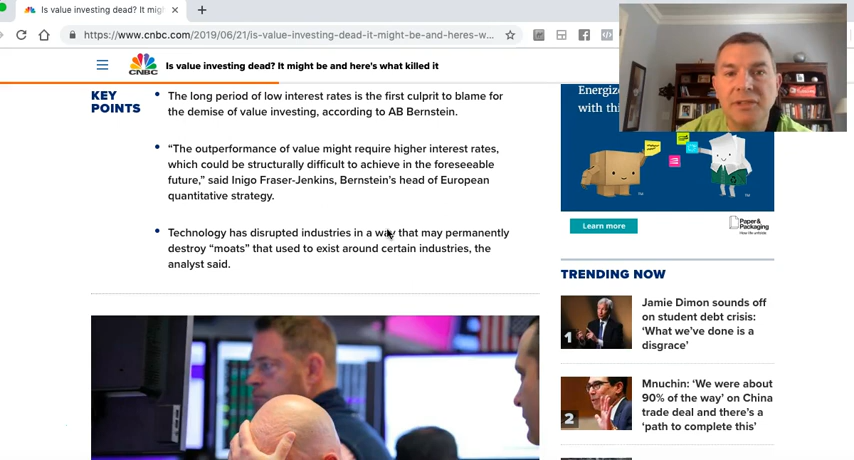 Is value investing dead? It migh
https://www.cnbc.com/2019/06/21/is-value-investing-dead-it-might-be-and-heres-w...
CNBC
Is value investing dead? It might be and here's what killed it
KEY
POINTS
The long period of low interest rates is the first culprit to blame for
the demise of value investing, according to AB Bernstein.
“The outperformance of value might require higher interest rates,
which could be structurally difficult to achieve in the foreseeable
future,” said Inigo Fraser-Jenkins, Bernstein’s head of European
quantitative strategy.
Technology has disrupted industries in a way that may permanently
destroy “moats” that used to exist around certain industries, the
analyst said.
Energize
with thi
Learn more
Paper&
Packaging
TRENDING NOW
1
Jamie Dimon sounds off
on student debt crisis:
‘What we’ve done is a
disgrace’
2
Mnuchin: ‘We were about
90% of the way’ on China
trade deal and there’s a
‘path to complete this’